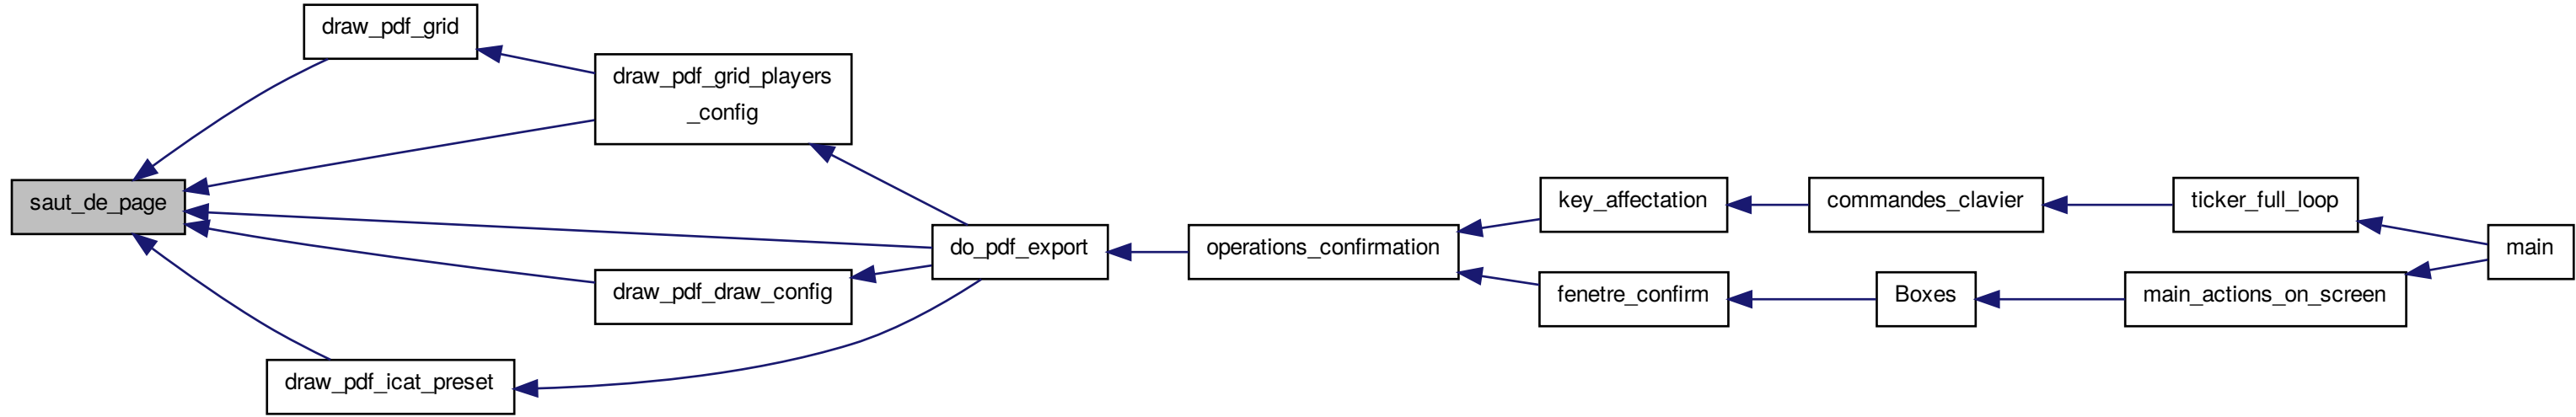 draw_pdf_grid
draw_pdf_grid_players
_config
saut_de_page
key_affectation
commandes_clavier
ticker_full_loop
do_pdf_export
operations_confirmation
main
draw_pdf_draw_config
fenetre_confirm
Boxes
main_actions_on_screen
draw_pdf_icat_preset